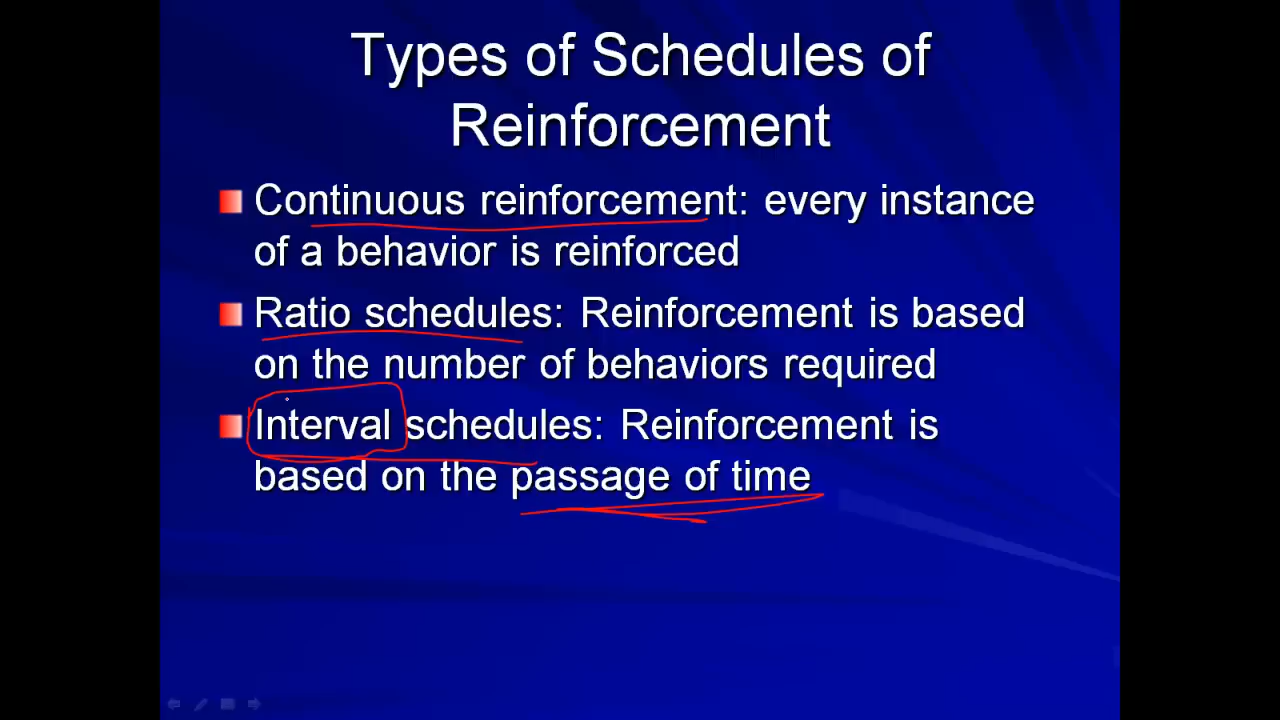 Types of Schedules of
Reinforcement
Continuous reinforcement: every instance
of a behavior is reinforced
Ratio schedules: Reinforcement is based
on the number of behaviors required
Interval schedules: Reinforcement is
based on the passage of time